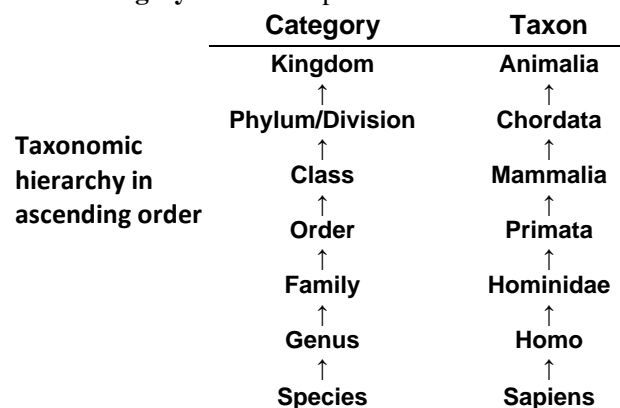 Category Taxon
Kingdom Animalia
↑ ↑
Phylum/Division Chordata
↑ ↑
Taxonomic
hierarchy in
ascending order
Class Mammalia
↑ ↑
Order Primata
↑ ↑
Family Hominidae
↑ ↑
Genus Homo
↑ ↑
Species Sapiens